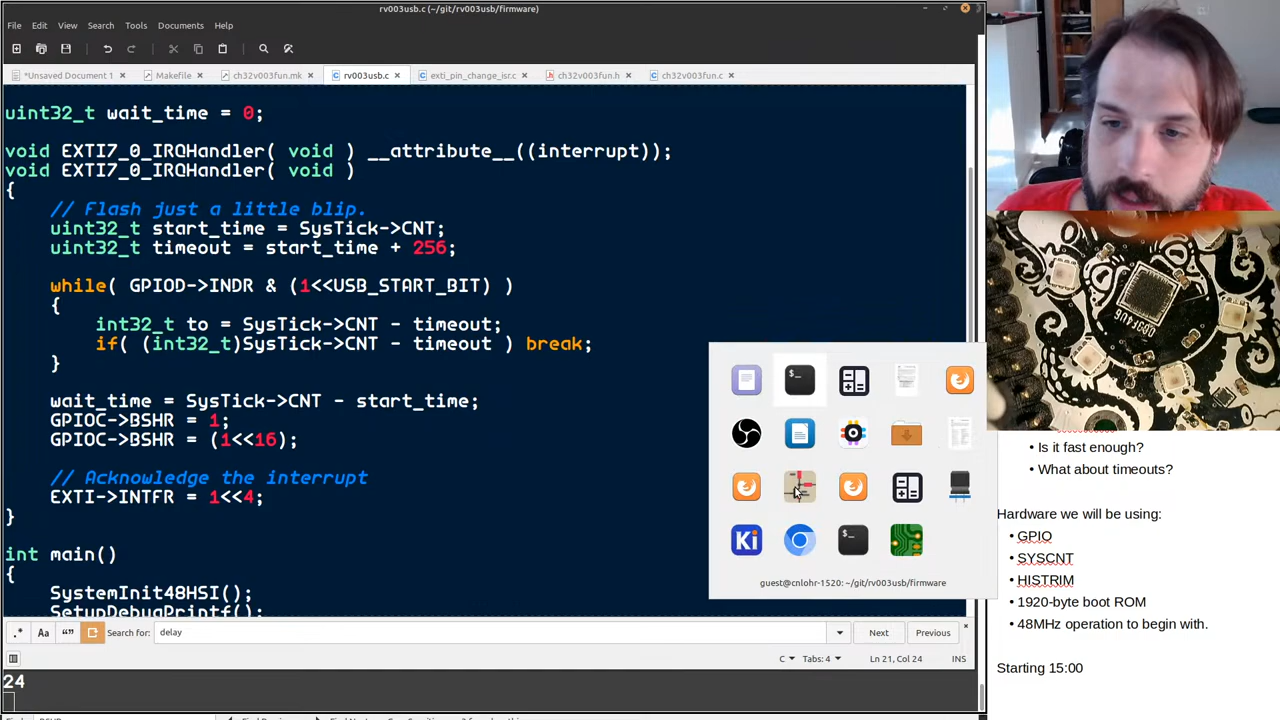 rv003usb.c (~/git/rv003usb/firmware)
File Edit View Search Tools Documents Help
*Unsaved Document 1 Makefile ch32v003fun.mk rv003usb.c exti_pin_change_isr.c ch32v003fun.h ch32v003fun.c
uint32_t wait_time = 0;
void EXTI7_0_IRQHandler( void ) __attribute__((interrupt));
void EXTI7_0_IRQHandler( void )
{
// Flash just a little blip.
uint32_t start_time = SysTick->CNT;
uint32_t timeout = start_time + 256;
while( GPIOD->INDR & (1<<USB_START_BIT) )
{
int32_t to = SysTick->CNT - timeout;
if( (int32_t)SysTick->CNT - timeout ) break;
}
wait_time = SysTick->CNT - start_time;
GPIOC->BSHR = 1;
GPIOC->BSHR = (1<<16);
// Acknowledge the interrupt
EXTI->INTFR = 1<<4;
}
int main()
{
SystemInit48HSI();
SetupDebugPrintf();
Ki
guest@cnlohr-1520: ~/git/rv003usb/firmware
.* Aa Search for: delay Next Previous
C Tabs: 4 Ln 21, Col 24 INS
24
• Is it fast enough?
• What about timeouts?
Hardware we will be using:
• GPIO
• SYSCNT
• HISTRIM
• 1920-byte boot ROM
• 48MHz operation to begin with.
Starting 15:00